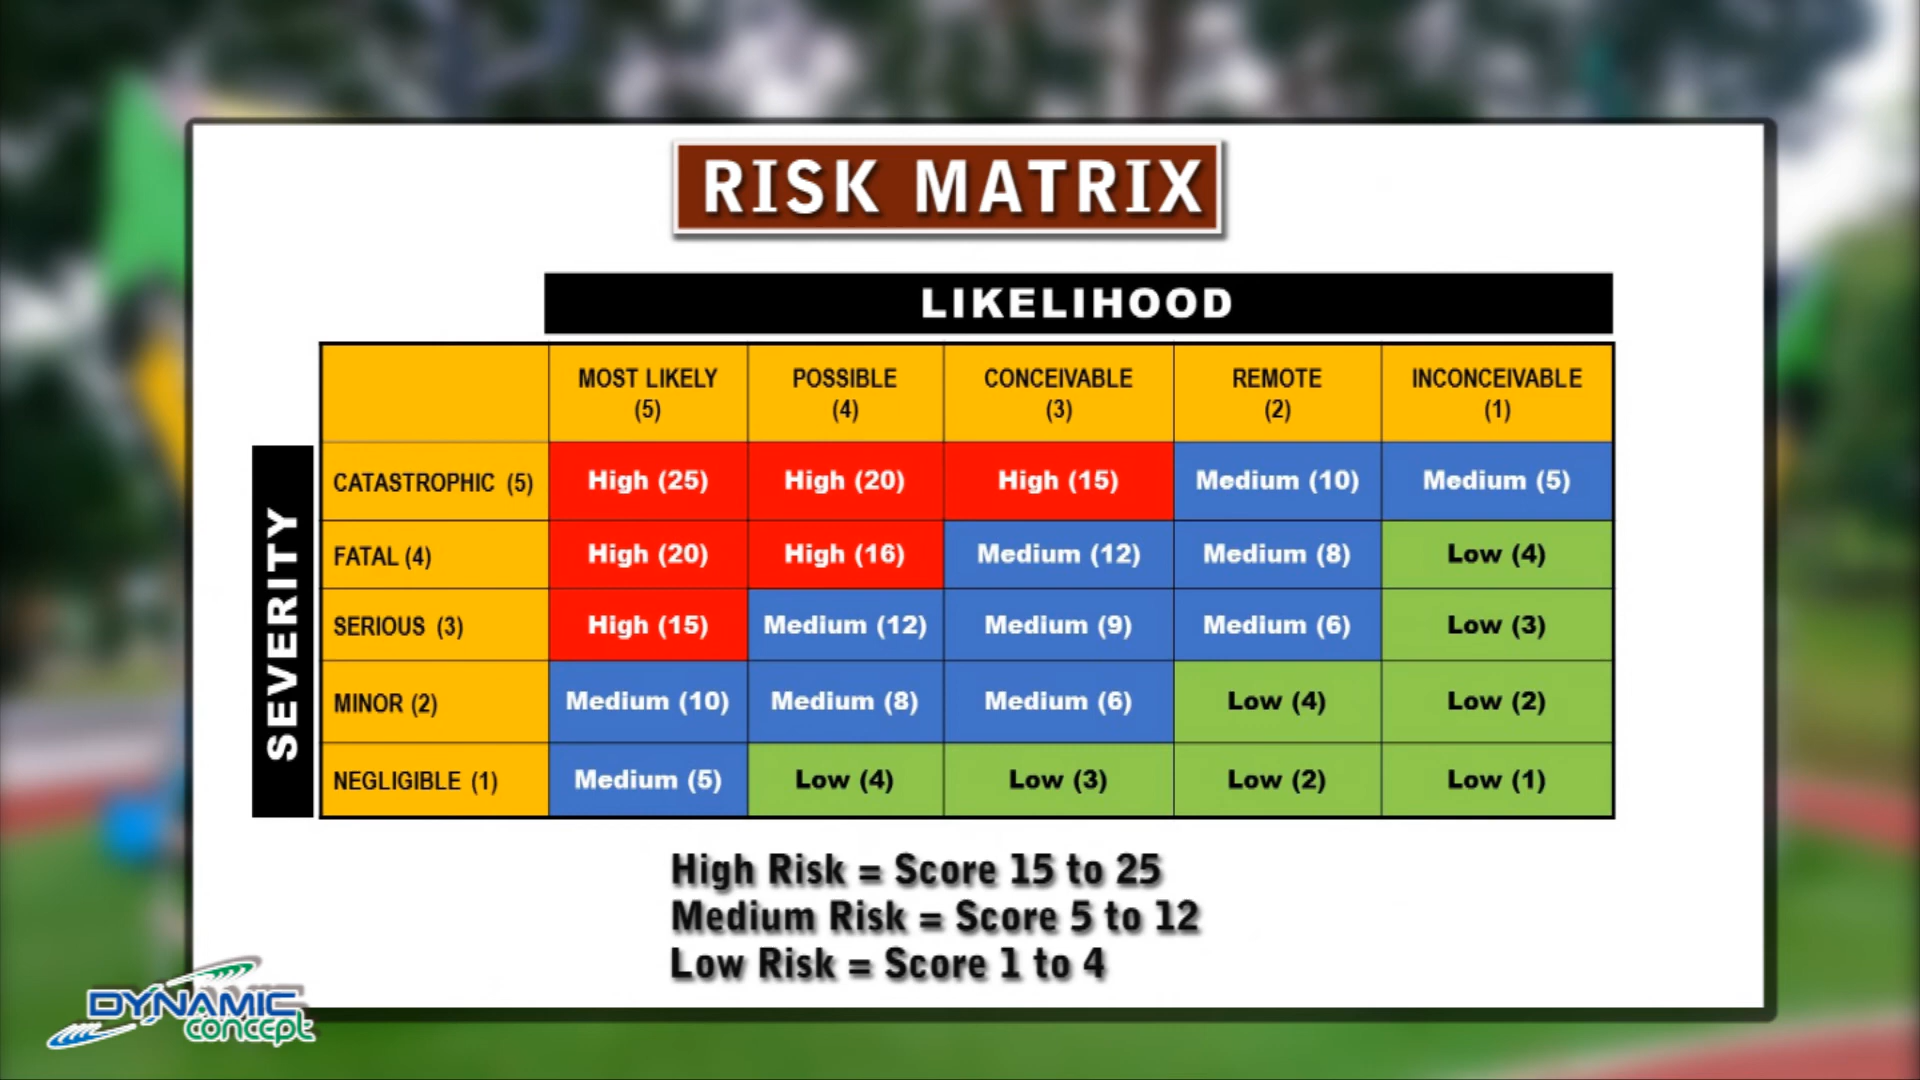 RISK MATRIX
LIKELIHOOD
MOST LIKELY (5) POSSIBLE (4) CONCEIVABLE (3) REMOTE (2) INCONCEIVABLE (1)
SEVERITY
CATASTROPHIC (5) High (25) High (20) High (15) Medium (10) Medium (5)
FATAL (4) High (20) High (16) Medium (12) Medium (8) Low (4)
SERIOUS (3) High (15) Medium (12) Medium (9) Medium (6) Low (3)
MINOR (2) Medium (10) Medium (8) Medium (6) Low (4) Low (2)
NEGLIGIBLE (1) Medium (5) Low (4) Low (3) Low (2) Low (1)
High Risk = Score 15 to 25
Medium Risk = Score 5 to 12
Low Risk = Score 1 to 4
DYNAMIC
concept